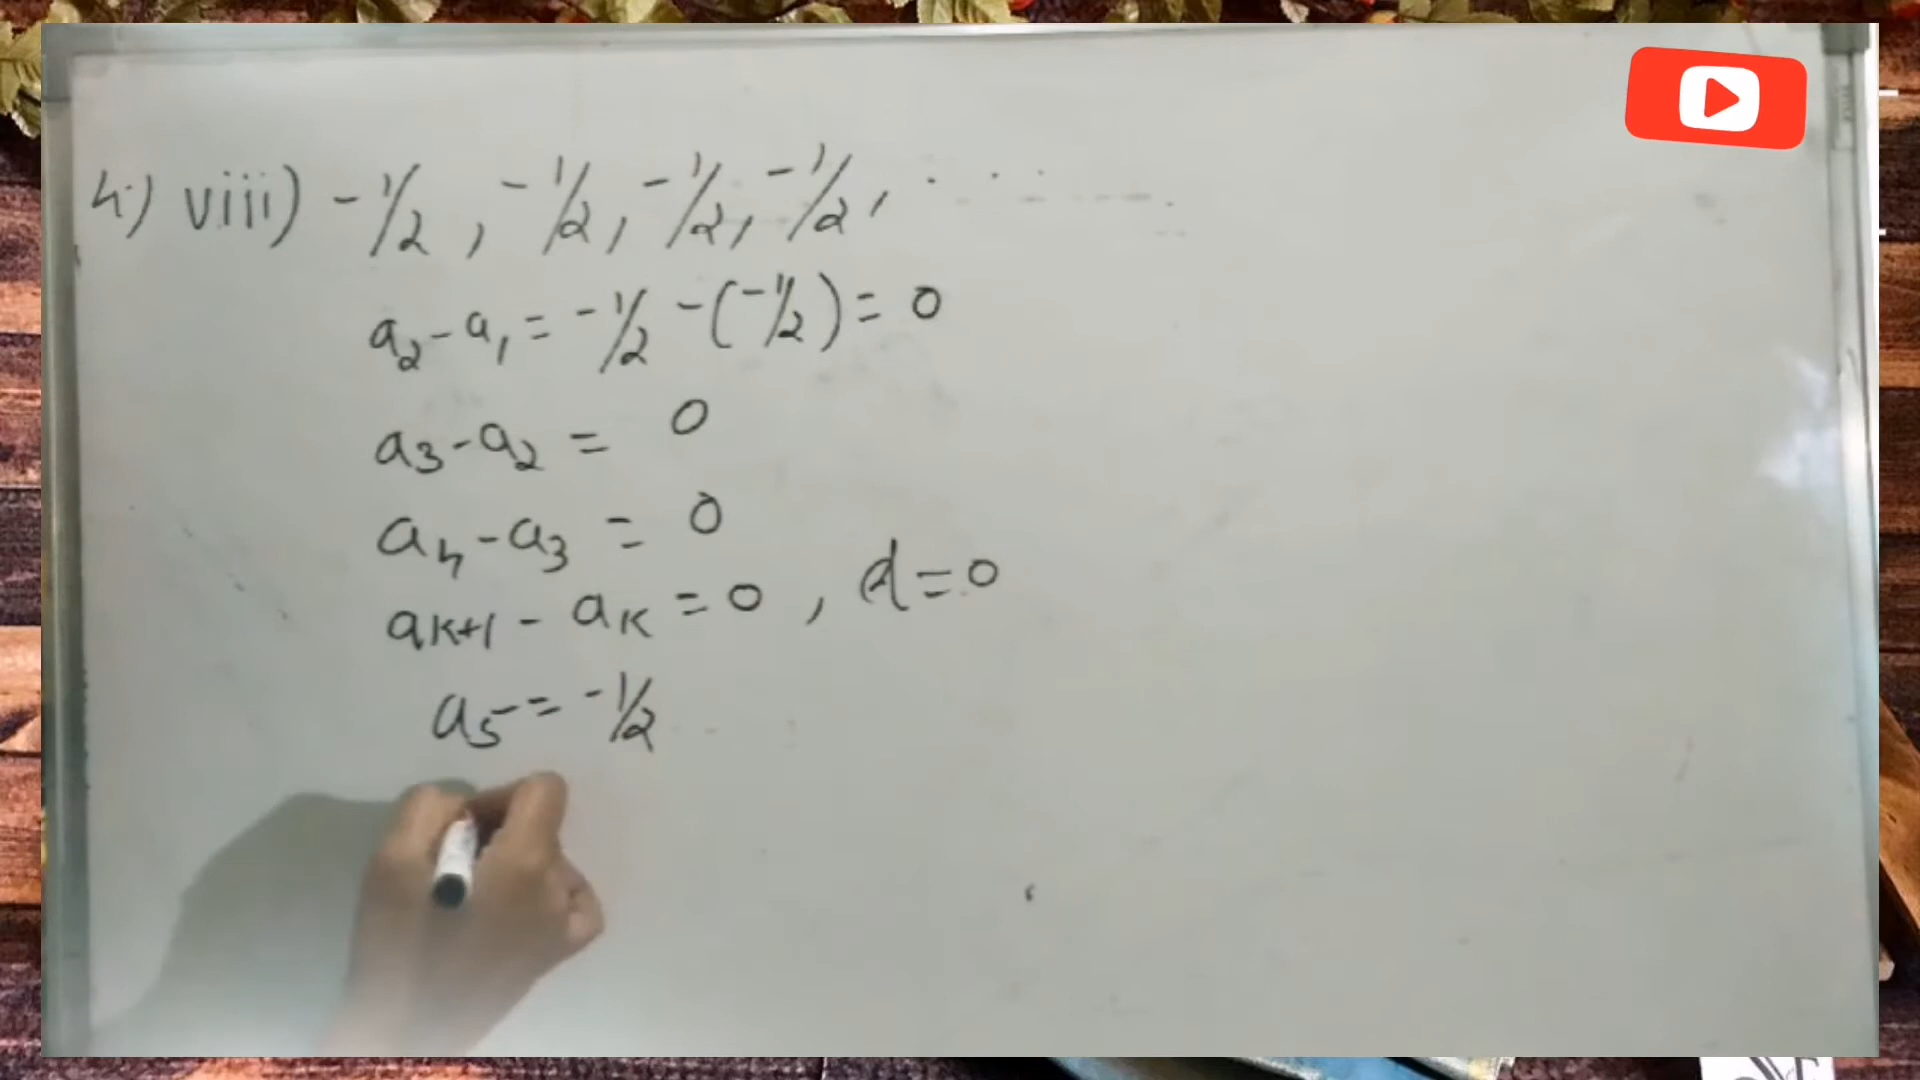 4) viii) -1/2, -1/2, -1/2, -1/2, ......
a2-a1 = -1/2 -(-1/2) = 0
a3-a2 = 0
a4-a3 = 0
aK+1 - aK = 0, d=0
a5 = -1/2